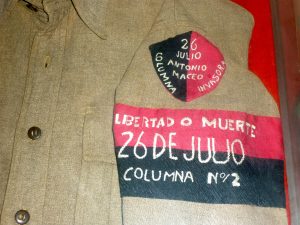 26
JULIO
ANTONIO
MACEO
COLUMNA INVASORA
LIBERTAD O MUERTE
26 DE JULIO
COLUMNA Nº/2